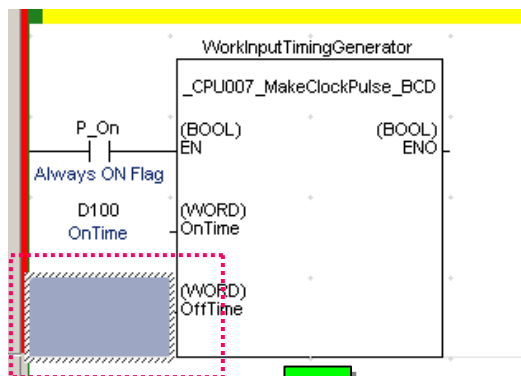 WorkInputTimingGenerator
_CPU007_MakeClockPulse_BCD
P_On
(BOOL)
EN
(BOOL)
ENO
Always ON Flag
D100
OnTime
(WORD)
OnTime
(WORD)
OffTime